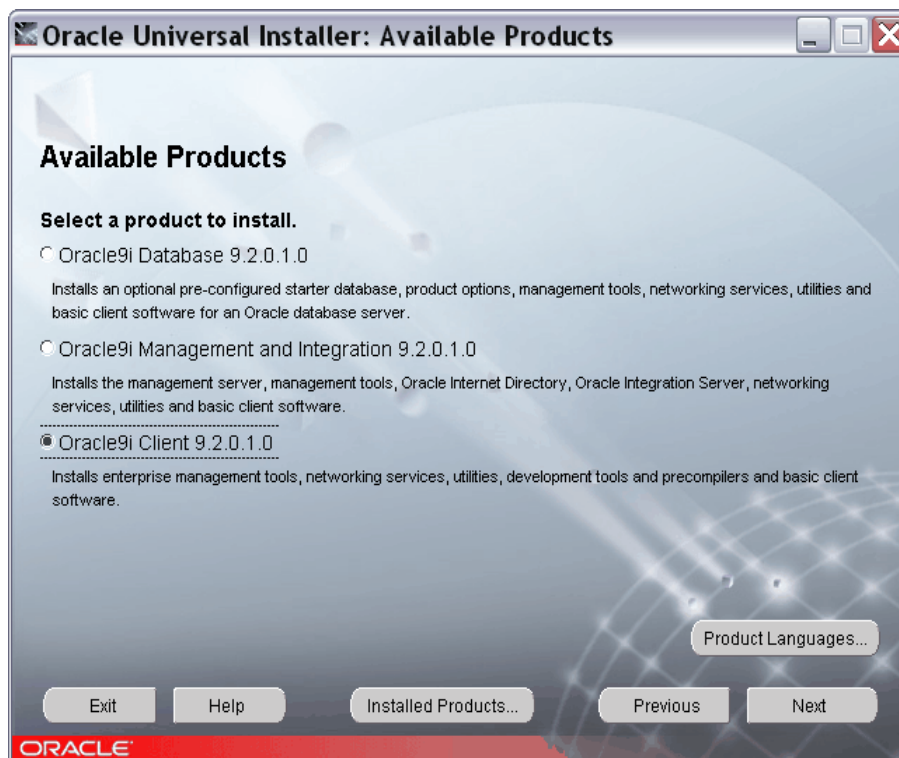 Oracle Universal Installer: Available Products
Available Products
Select a product to install.
Oracle9i Database 9.2.0.1.0
Installs an optional pre-configured starter database, product options, management tools, networking services, utilities and
basic client software for an Oracle database server.
Oracle9i Management and Integration 9.2.0.1.0
Installs the management server, management tools, Oracle Internet Directory, Oracle Integration Server, networking
services, utilities and basic client software.
Oracle9i Client 9.2.0.1.0
Installs enterprise management tools, networking services, utilities, development tools and precompilers and basic client
software.
Product Languages...
Exit Help Installed Products... Previous Next
ORACLE